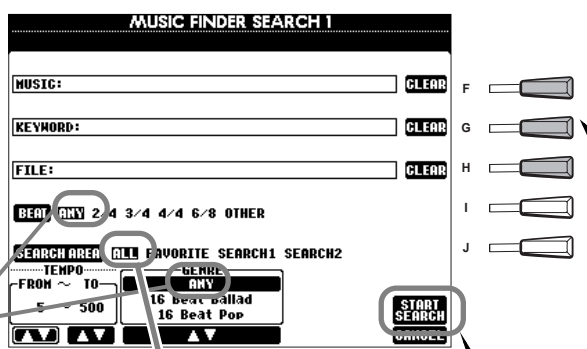 MUSIC FINDER SEARCH 1
MUSIC: CLEAR F
KEYWORD: CLEAR G
FILE: CLEAR H
BEAT ANY 2/4 3/4 4/4 6/8 OTHER I
SEARCH AREA ALL FAVORITE SEARCH1 SEARCH2 J
TEMPO GENRE
FROM ~ TO ANY
5 ~ 500 16 Beat Ballad
16 Beat Pop
START SEARCH
CANCEL